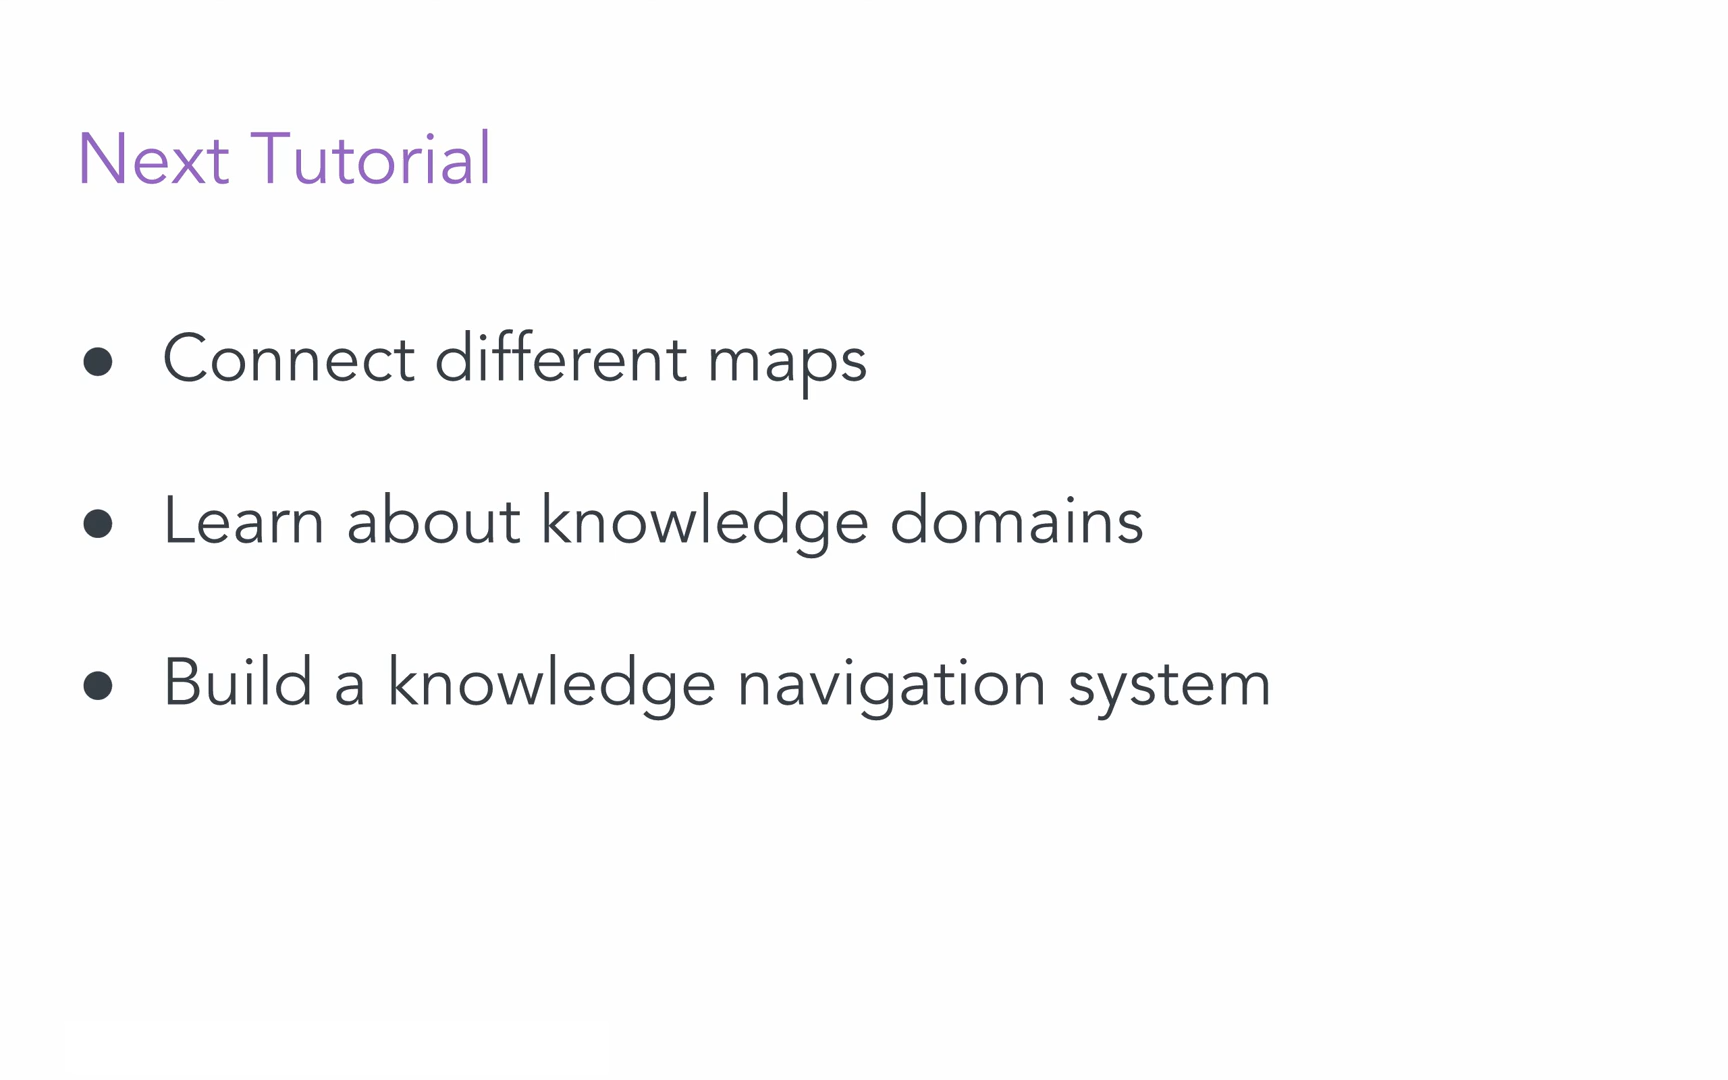 Next Tutorial
● Connect different maps
● Learn about knowledge domains
● Build a knowledge navigation system